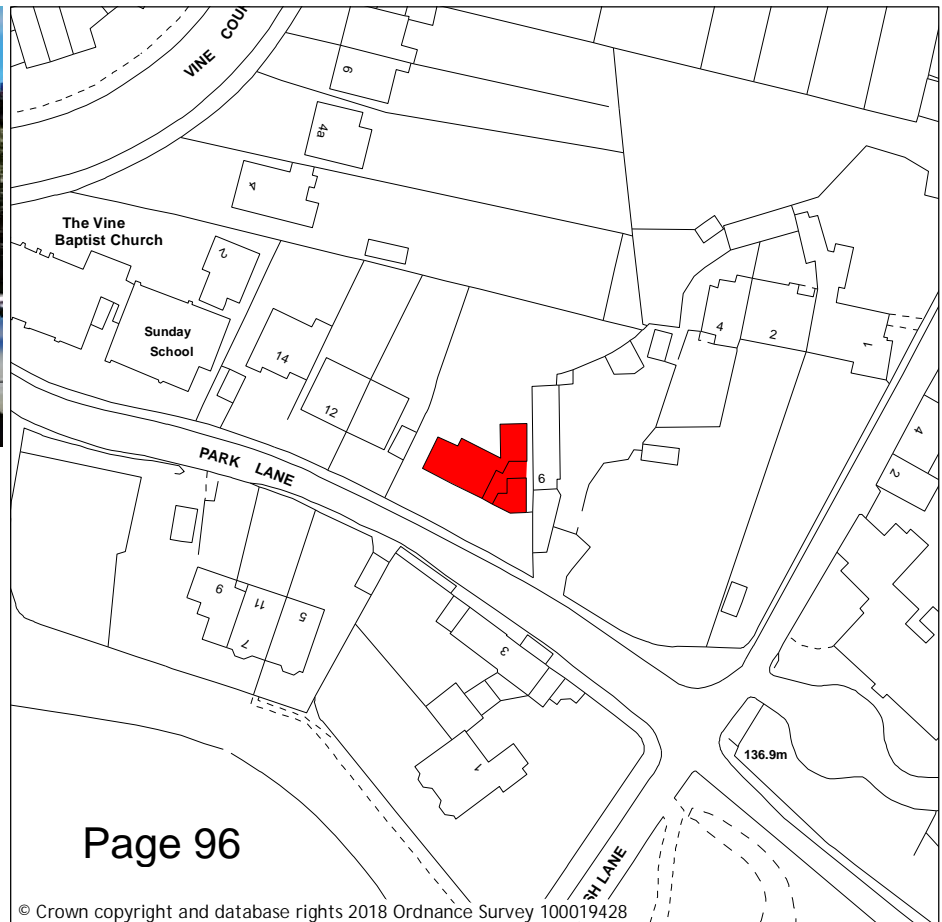 VINE COUR
6
4a
4
The Vine
Baptist Church
2
Sunday
School
14
12
4
2
1
4
2
PARK LANE
6
9
11
7
5
3
1
136.9m
SH LANE
Page 96
© Crown copyright and database rights 2018 Ordnance Survey 100019428